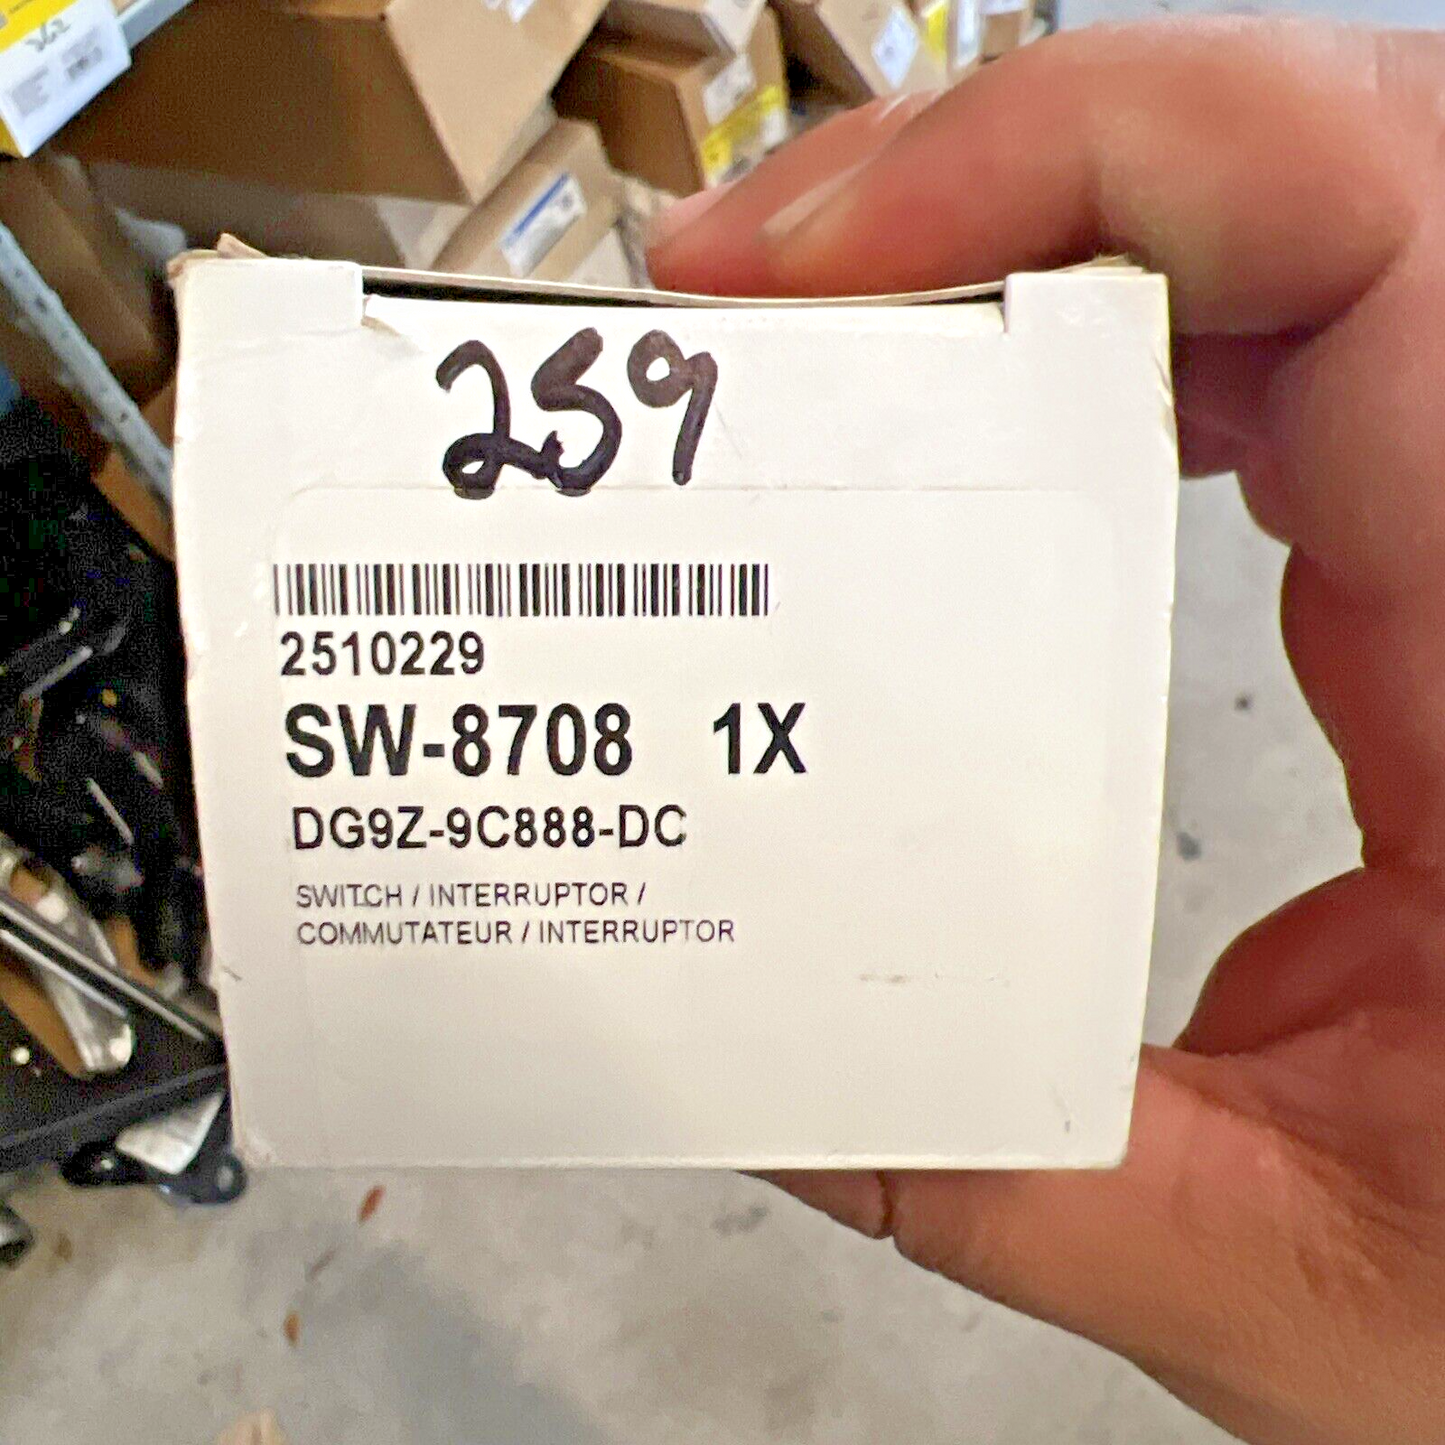 259
2510229
SW-8708 1X
DG9Z-9C888-DC
SWITCH / INTERRUPTOR /
COMMUTATEUR / INTERRUPTOR